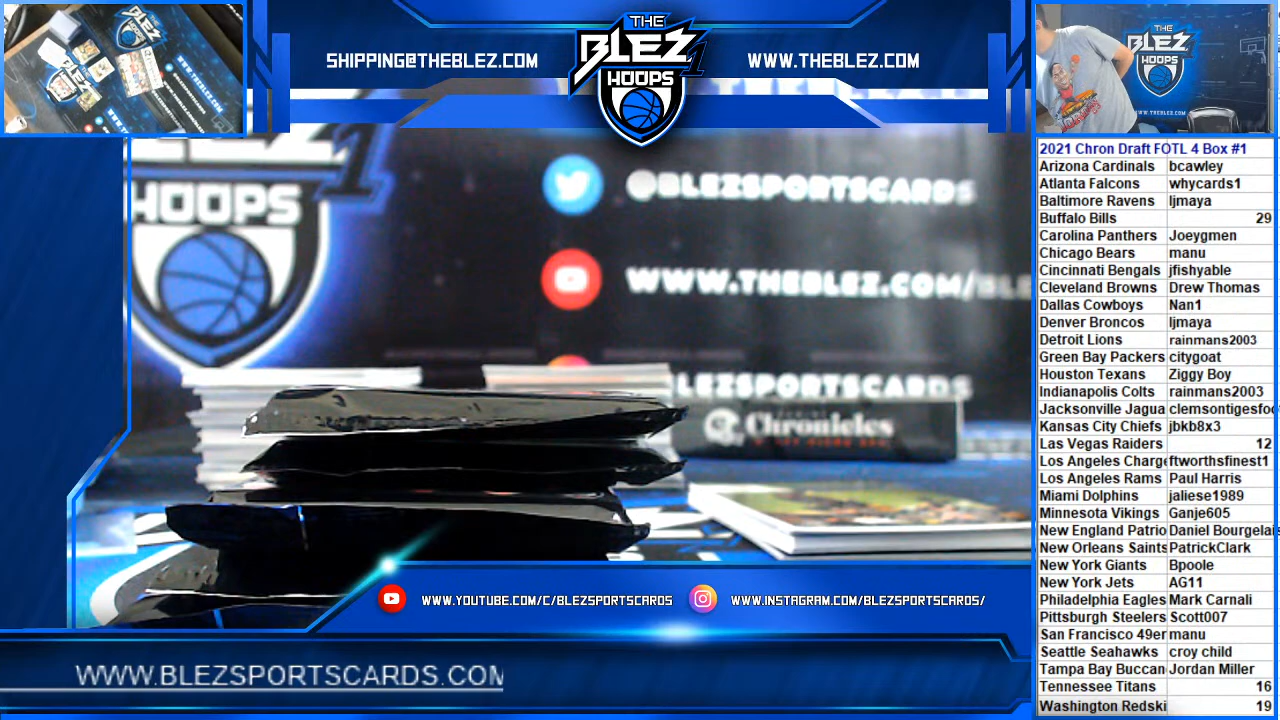 SHIPPING@THEBLEZ.COM
THE
BLEZ 1
HOOPS
WWW.THEBLEZ.COM
HOOPS
1
@BLEZSPORTSCARDS
WWW.THEBLEZ.COM/BLE
LEZSPORTSCARDS
Chronicles
WWW.YOUTUBE.COM/C/BLEZSPORTSCARDS
WWW.INSTAGRAM.COM/BLEZSPORTSCARDS/
WWW.BLEZSPORTSCARDS.COM
THE
BLEZ
HOOPS
2021 Chron Draft FOTL 4 Box #1
Arizona Cardinals bcawley
Atlanta Falcons whycards1
Baltimore Ravens ljmaya
Buffalo Bills 29
Carolina Panthers Joeygmen
Chicago Bears manu
Cincinnati Bengals jfishyable
Cleveland Browns Drew Thomas
Dallas Cowboys Nan1
Denver Broncos ljmaya
Detroit Lions rainmans2003
Green Bay Packers citygoat
Houston Texans Ziggy Boy
Indianapolis Colts rainmans2003
Jacksonville Jagua clemsontigesfoo
Kansas City Chiefs jbkb8x3
Las Vegas Raiders 12
Los Angeles Charge ftworthsfinest1
Los Angeles Rams Paul Harris
Miami Dolphins jaliese1989
Minnesota Vikings Ganje605
New England Patrio Daniel Bourgelais
New Orleans Saints PatrickClark
New York Giants Bpoole
New York Jets AG11
Philadelphia Eagles Mark Carnali
Pittsburgh Steelers Scott007
San Francisco 49er manu
Seattle Seahawks croy child
Tampa Bay Buccan Jordan Miller
Tennessee Titans 16
Washington Redski 19